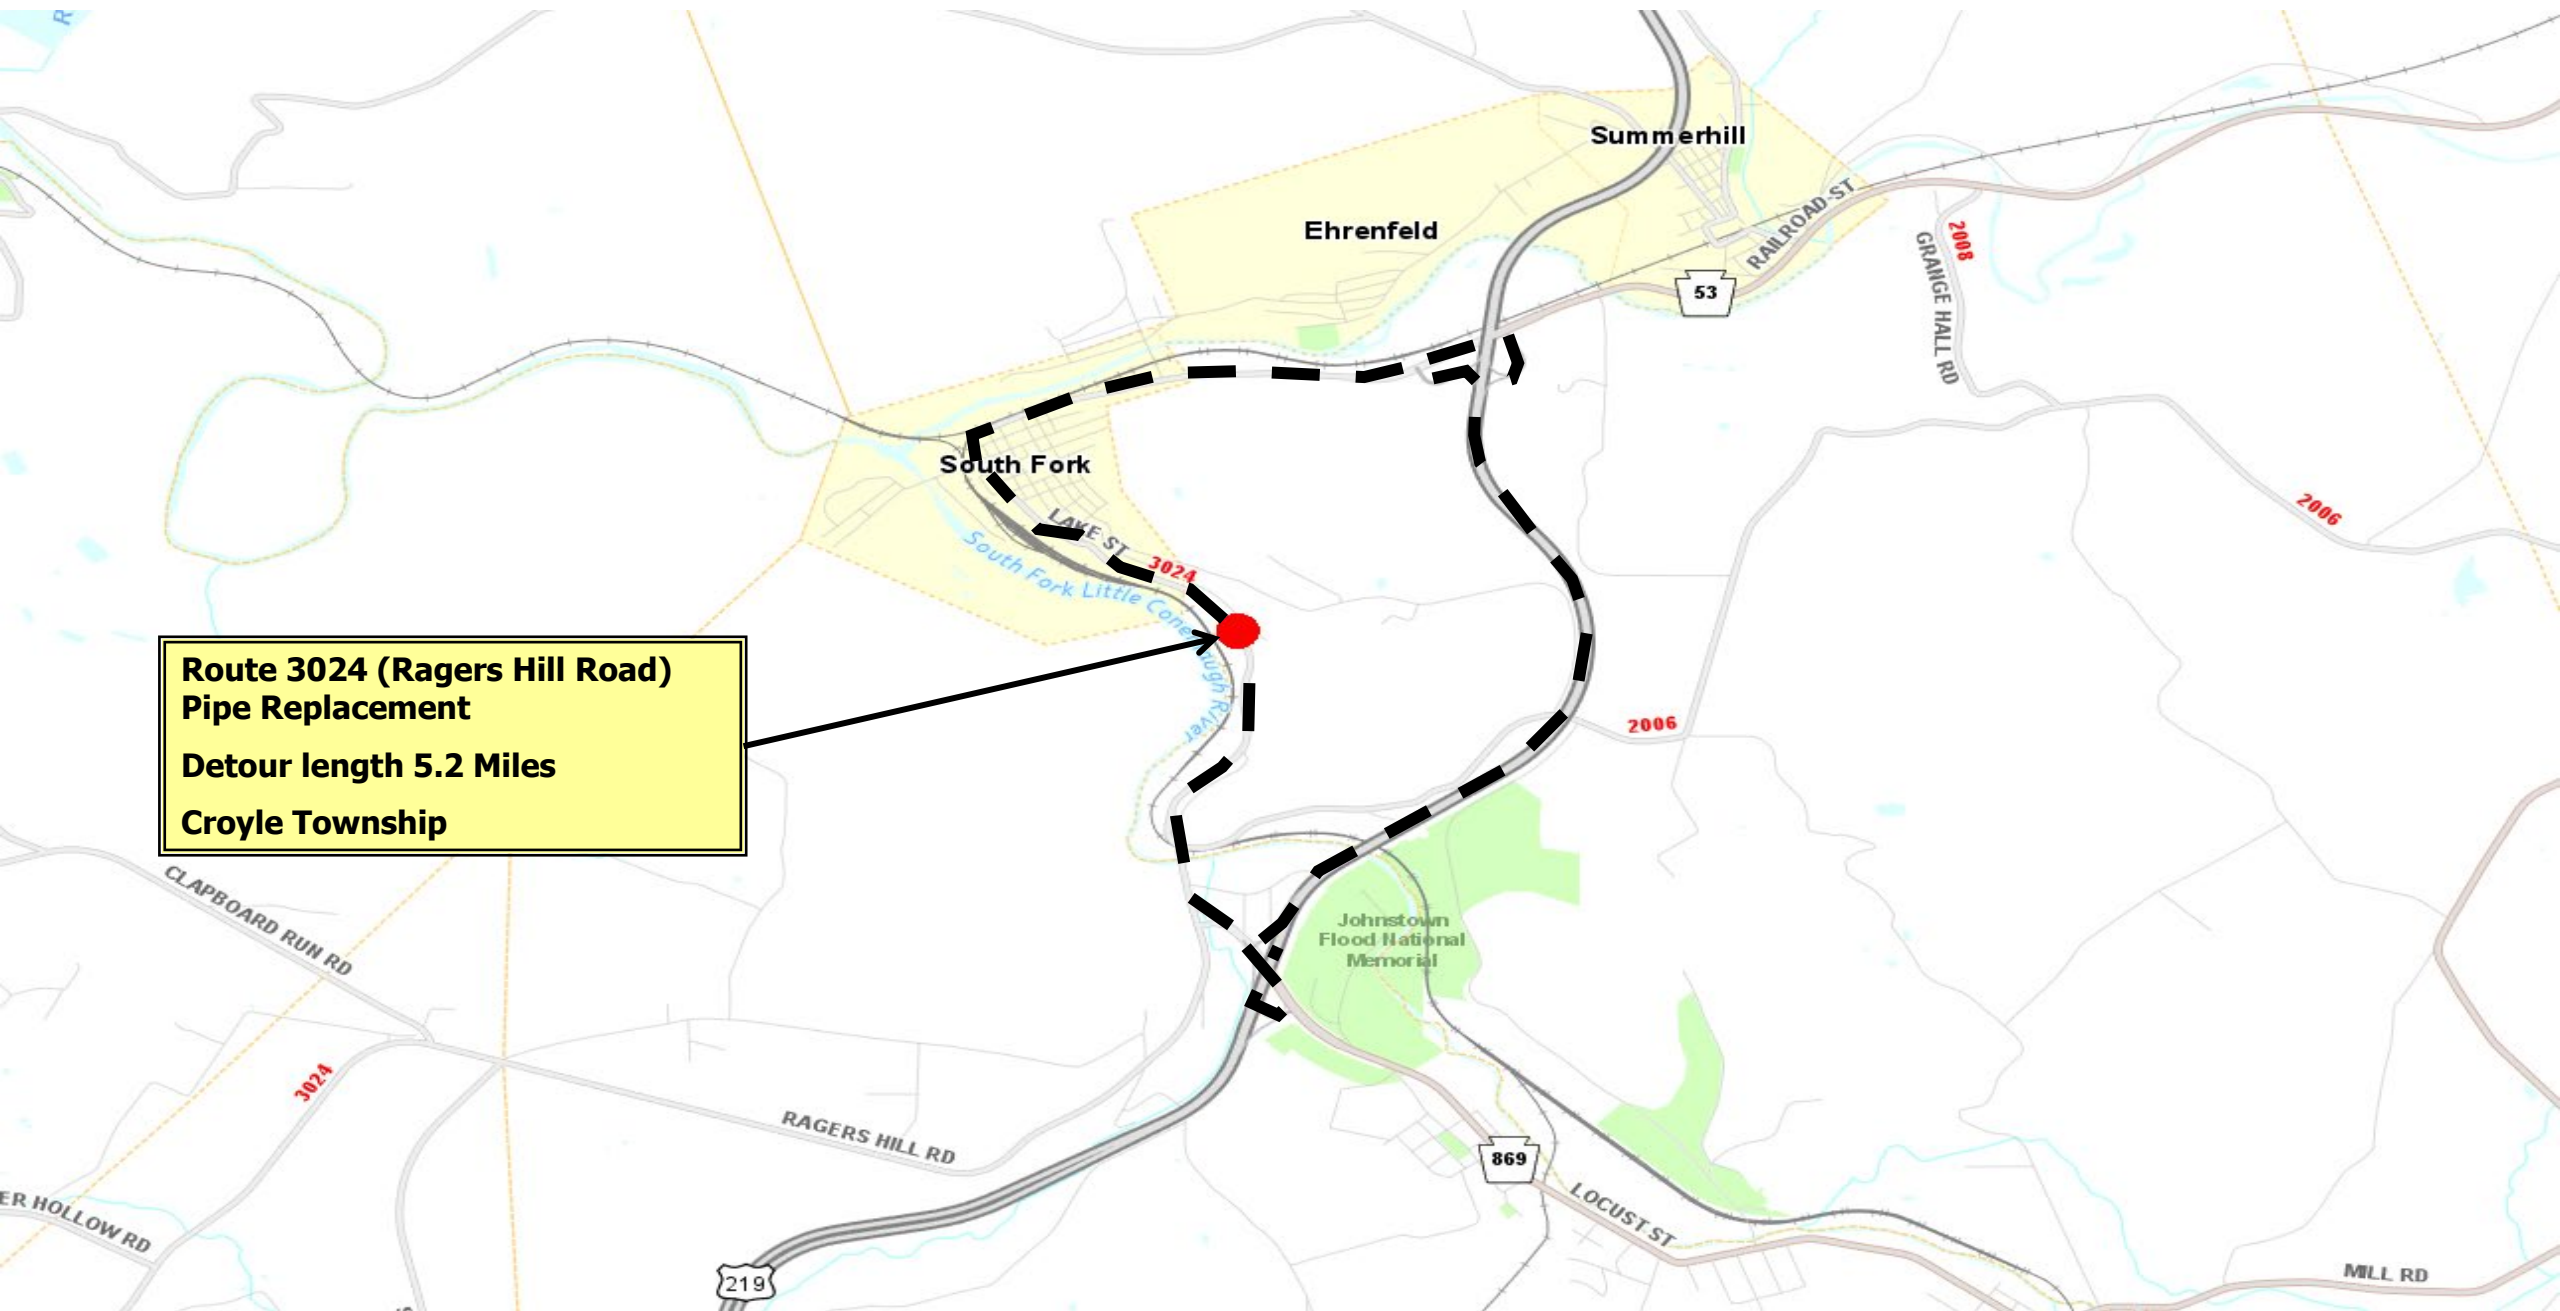 R
Summerhill
Ehrenfeld
RAILROAD ST
53
2008
GRANGE HALL RD
South Fork
LAKE ST
3024
South Fork Little Conemaugh River
2006
Route 3024 (Ragers Hill Road)
Pipe Replacement
Detour length 5.2 Miles
Croyle Township
2006
CLAPBOARD RUN RD
Johnstown
Flood National
Memorial
3024
RAGERS HILL RD
869
LOCUST ST
ER HOLLOW RD
219
MILL RD